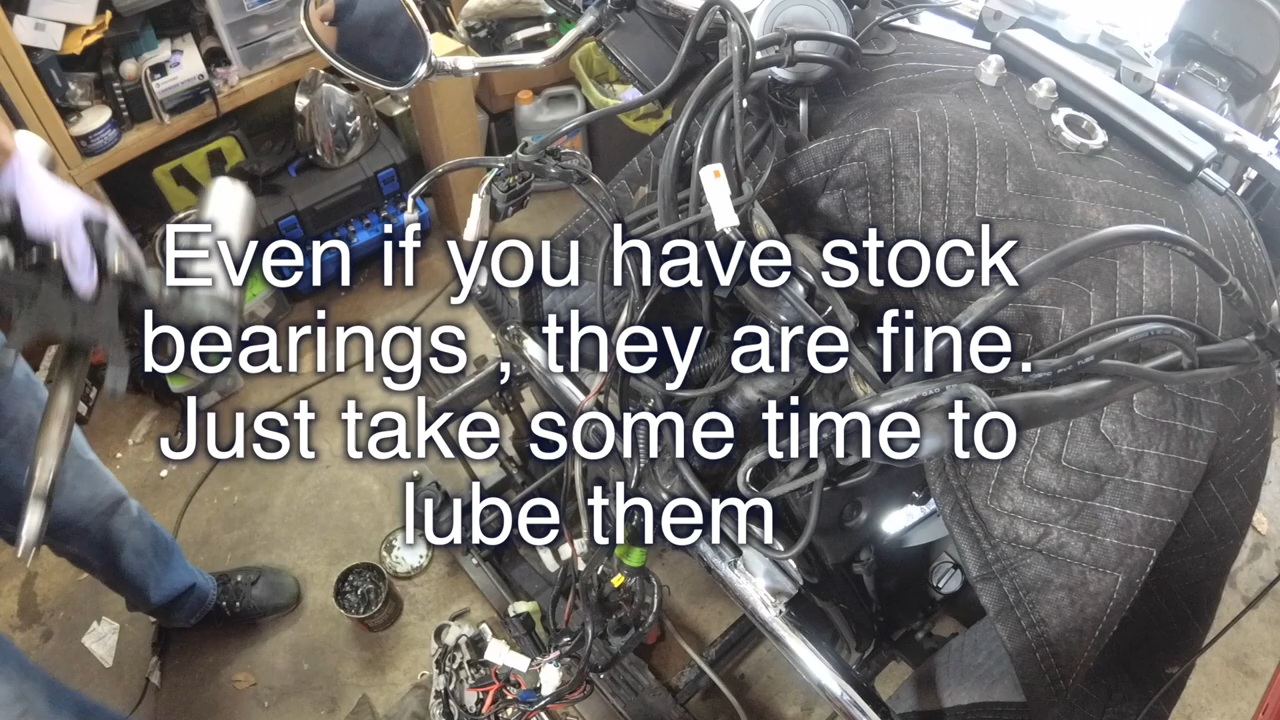 Even if you have stock
bearings , they are fine.
Just take some time to
lube them